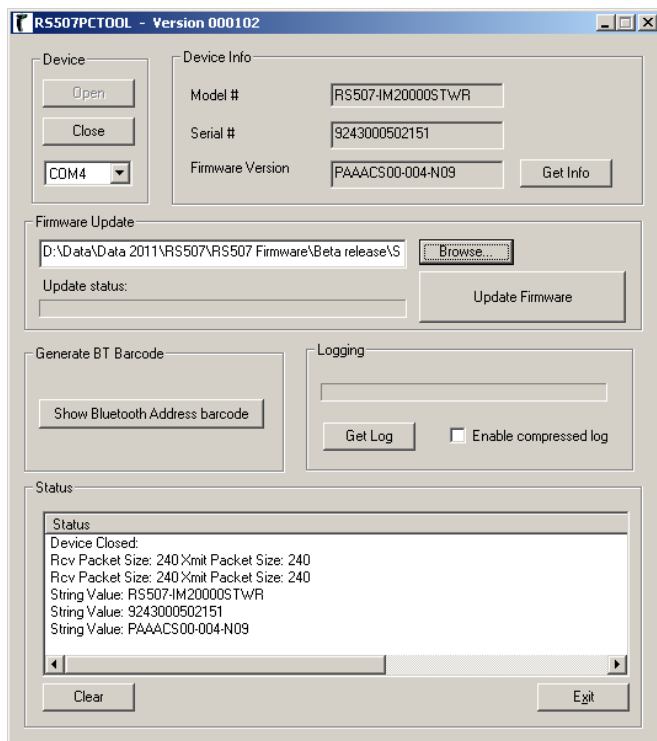 RS507PCTOOL - Version 000102
Device
Open
Close
COM4
Device Info
Model # RS507-IM20000STWR
Serial # 9243000502151
Firmware Version PAAACS00-004-N09 Get Info
Firmware Update
D:\Data\Data 2011\RS507\RS507 Firmware\Beta release\S Browse...
Update status:
Update Firmware
Generate BT Barcode
Show Bluetooth Address barcode
Logging
Get Log Enable compressed log
Status
Status
Device Closed:
Rcv Packet Size: 240 Xmit Packet Size: 240
Rcv Packet Size: 240 Xmit Packet Size: 240
String Value: RS507-IM20000STWR
String Value: 9243000502151
String Value: PAAACS00-004-N09
Clear Exit